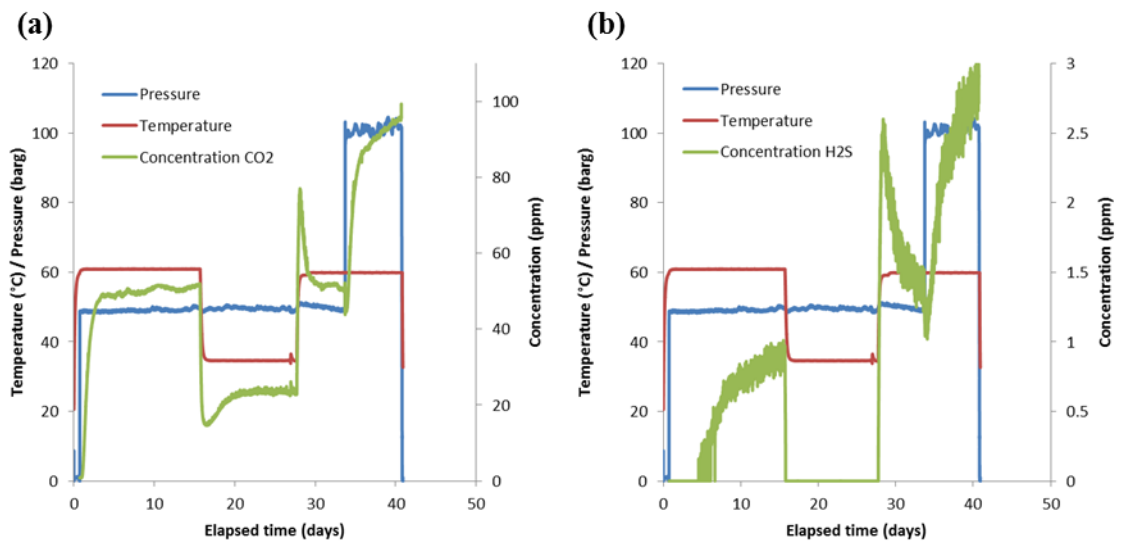 (a)
120
100
80
60
40
20
0
Temperature (°C) / Pressure (barg)
Pressure
Temperature
Concentration CO2
100
80
60
40
20
0
Concentration (ppm)
0 10 20 30 40 50
Elapsed time (days)
(b)
120
100
80
60
40
20
0
Temperature (°C) / Pressure (barg)
Pressure
Temperature
Concentration H2S
3
2.5
2
1.5
1
0.5
0
Concentration (ppm)
0 10 20 30 40 50
Elapsed time (days)